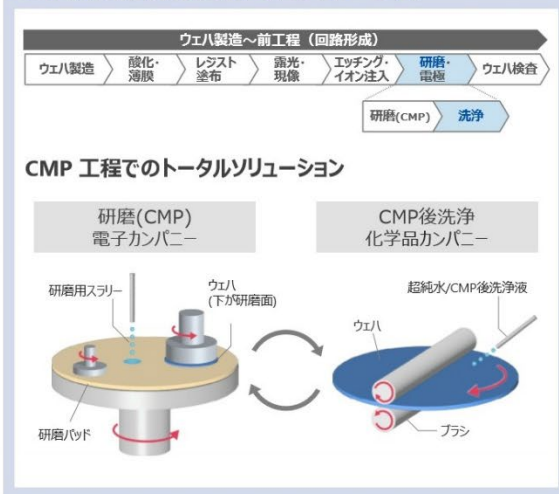 ウェハ製造~前工程(回路形成)
ウェハ製造
酸化・
薄膜
レジスト
塗布
露光・
現像
エッチング・
イオン注入
研磨・
電極
ウェハ検査
研磨(CMP)
洗浄
CMP 工程でのトータルソリューション
研磨(CMP)
電子カンパニー
CMP後洗浄
化学品カンパニー
研磨用スラリー
ウェハ
(下が研磨面)
研磨パッド
超純水/CMP後洗浄液
ウェハ
ブラシ